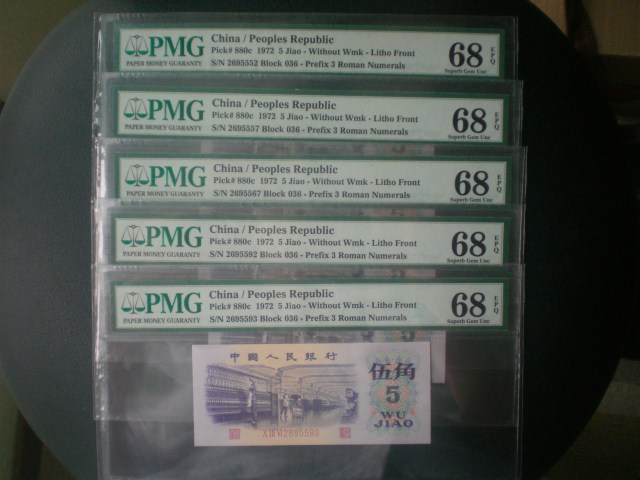 PMG
PAPER MONEY GUARANTY
China / Peoples Republic
Pick# 880c 1972 5 Jiao - Without Wmk - Litho Front
S/N 2695552 Block 036 - Prefix 3 Roman Numerals
68 EPQ
Superb Gem Unc
PMG
PAPER MONEY GUARANTY
China / Peoples Republic
Pick# 880c 1972 5 Jiao - Without Wmk - Litho Front
S/N 2695557 Block 036 - Prefix 3 Roman Numerals
68 EPQ
Superb Gem Unc
PMG
PAPER MONEY GUARANTY
China / Peoples Republic
Pick# 880c 1972 5 Jiao - Without Wmk - Litho Front
S/N 2695567 Block 036 - Prefix 3 Roman Numerals
68 EPQ
Superb Gem Unc
PMG
PAPER MONEY GUARANTY
China / Peoples Republic
Pick# 880c 1972 5 Jiao - Without Wmk - Litho Front
S/N 2695592 Block 036 - Prefix 3 Roman Numerals
68 EPQ
Superb Gem Unc
PMG
PAPER MONEY GUARANTY
China / Peoples Republic
Pick# 880c 1972 5 Jiao - Without Wmk - Litho Front
S/N 2695593 Block 036 - Prefix 3 Roman Numerals
68 EPQ
Superb Gem Unc
中國人民銀行
伍角
5
WU
JIAO
2695593